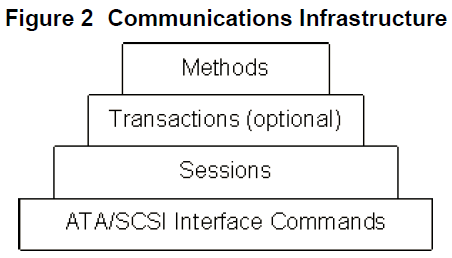 Figure 2 Communications Infrastructure
Methods
Transactions (optional)
Sessions
ATA/SCSI Interface Commands